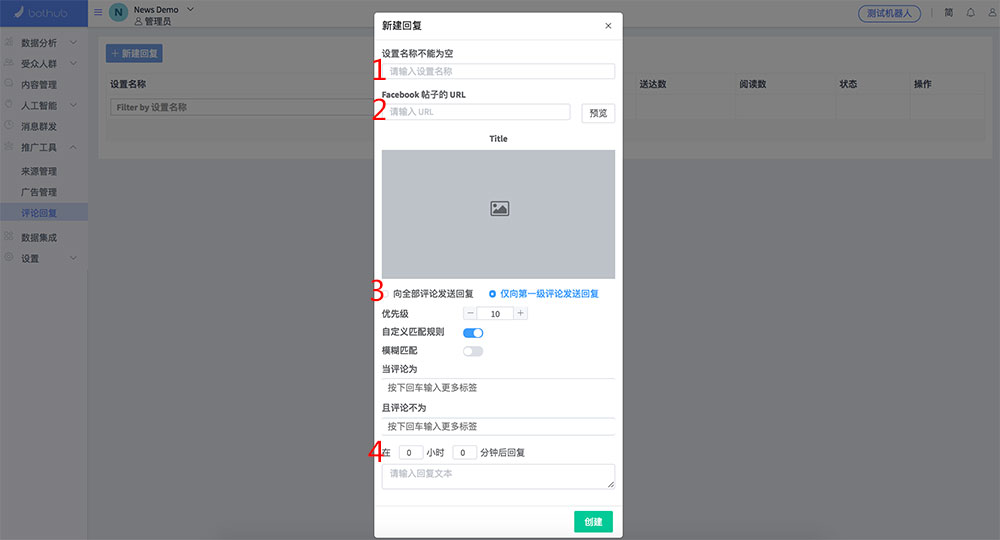 bothub
News Demo
管理员
测试机器人
简
数据分析
受众人群
内容管理
人工智能
消息群发
推广工具
来源管理
广告管理
评论回复
数据集成
设置
+ 新建回复
设置名称
送达数
阅读数
状态
操作
Filter by 设置名称
新建回复
设置名称不能为空
1
请输入设置名称
Facebook 帖子的 URL
2
请输入 URL
预览
Title
3
向全部评论发送回复
仅向第一级评论发送回复
优先级
10
自定义匹配规则
模糊匹配
当评论为
按下回车输入更多标签
且评论不为
按下回车输入更多标签
4
在 0 小时 0 分钟后回复
请输入回复文本
创建